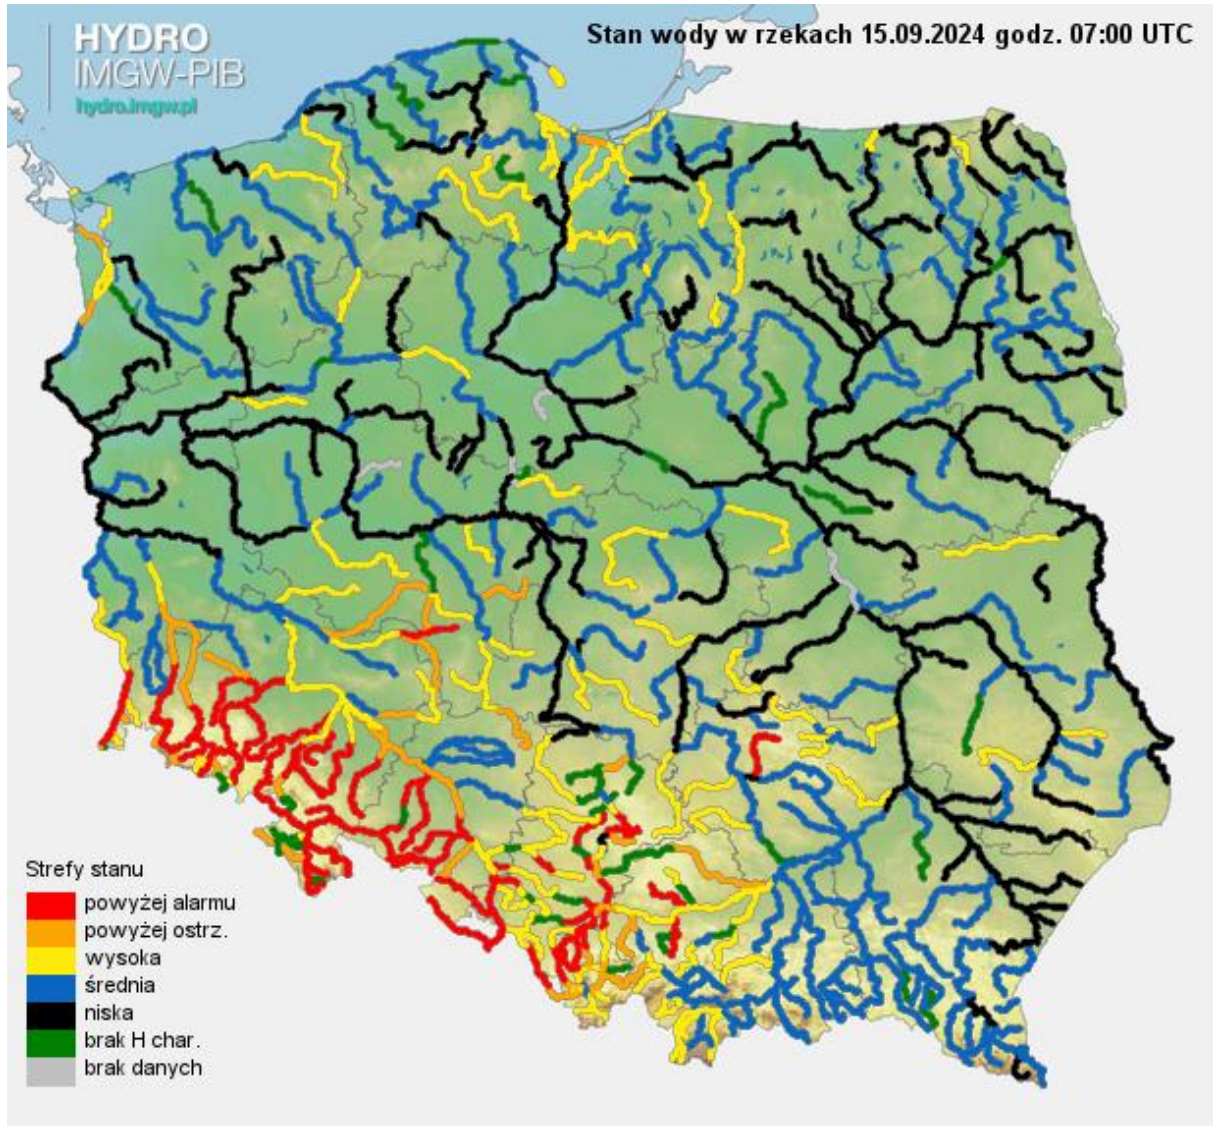 HYDRO
IMGW-PIB
hydro.imgw.pl
Stan wody w rzekach 15.09.2024 godz. 07:00 UTC
Strefy stanu
powyżej alarmu
powyżej ostrz.
wysoka
średnia
niska
brak H char.
brak danych